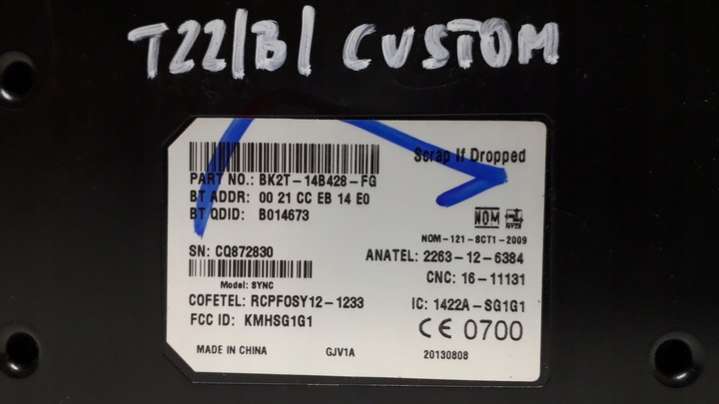 T22/B/ CUSTOM
Scrap If Dropped
PART NO.: BK2T-14B428-FG
BT ADDR: 00 21 CC EB 14 E0
BT QDID: B014673
NOM
NYCE
NOM-121-SCT1-2009
SN: CQ872830
ANATEL: 2263-12-6384
CNC: 16-11131
Model: SYNC
COFETEL: RCPFOSY12-1233
IC: 1422A-SG1G1
FCC ID: KMHSG1G1
CE 0700
MADE IN CHINA
GJV1A
20130808